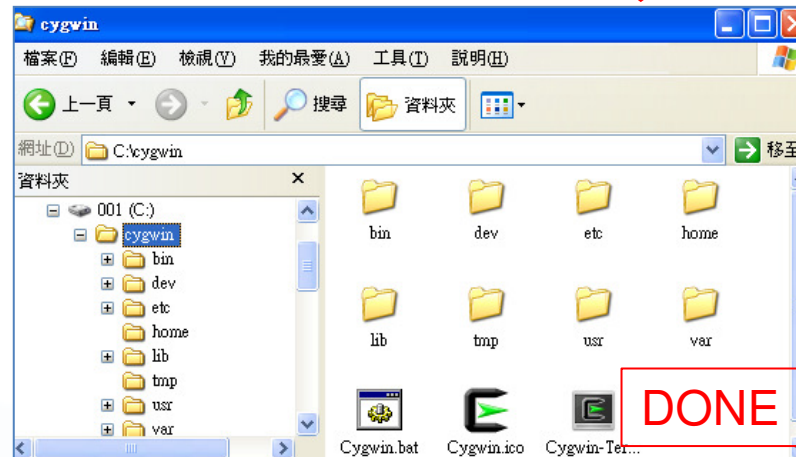 cygwin
檔案(F) 編輯(E) 檢視(V) 我的最愛(A) 工具(T) 說明(H)
上一頁 搜尋 資料夾
網址(D) C:\cygwin 移至
資料夾
001 (C:)
cygwin
bin
dev
etc
home
lib
tmp
usr
var
bin dev etc home
lib tmp usr var
Cygwin.bat Cygwin.ico Cygwin-Ter...
DONE